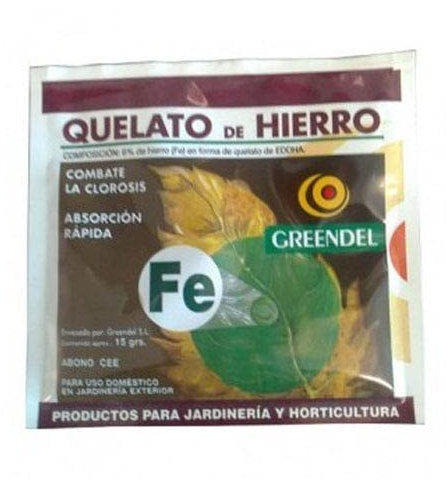 QUELATO DE HIERRO
COMPOSICIÓN: 6% de hierro (Fe) en forma de quelato de EDDHA.
COMBATE
LA CLOROSIS
ABSORCIÓN
RÁPIDA
GREENDEL
Fe
Envasado por: Greendel S.L.
Contenido aprox.: 15 grs.
ABONO CEE
PARA USO DOMÉSTICO
EN JARDINERÍA EXTERIOR
PRODUCTOS PARA JARDINERÍA Y HORTICULTURA